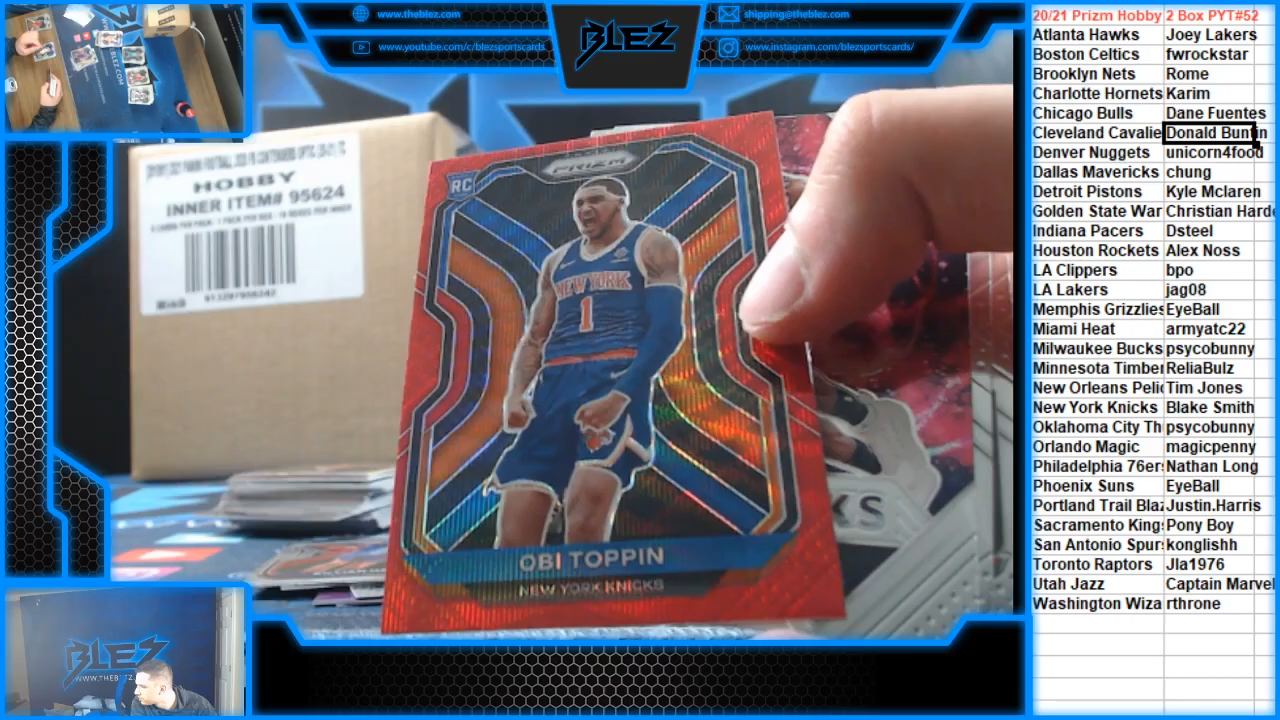 www.theblez.com
www.youtube.com/c/blezsportscards
BLEZ
shipping@theblez.com
www.instagram.com/blezsportscards/
HOBBY
INNER ITEM# 95624
RC
PRIZM
NEW YORK
1
OBI TOPPIN
NEW YORK KNICKS
KS
BLEZ
20/21 Prizm Hobby 2 Box PYT#52
Atlanta Hawks Joey Lakers
Boston Celtics fwrockstar
Brooklyn Nets Rome
Charlotte Hornets Karim
Chicago Bulls Dane Fuentes
Cleveland Cavalie Donald Buntin
Denver Nuggets unicorn4food
Dallas Mavericks chung
Detroit Pistons Kyle Mclaren
Golden State War Christian Hard
Indiana Pacers Dsteel
Houston Rockets Alex Noss
LA Clippers bpo
LA Lakers jag08
Memphis Grizzlies EyeBall
Miami Heat armyatc22
Milwaukee Bucks psycobunny
Minnesota Timber ReliaBulz
New Orleans Peli Tim Jones
New York Knicks Blake Smith
Oklahoma City Th psycobunny
Orlando Magic magicpenny
Philadelphia 76er Nathan Long
Phoenix Suns EyeBall
Portland Trail Blaz Justin.Harris
Sacramento King Pony Boy
San Antonio Spur konglishh
Toronto Raptors Jla1976
Utah Jazz Captain Marvel
Washington Wiza rthrone